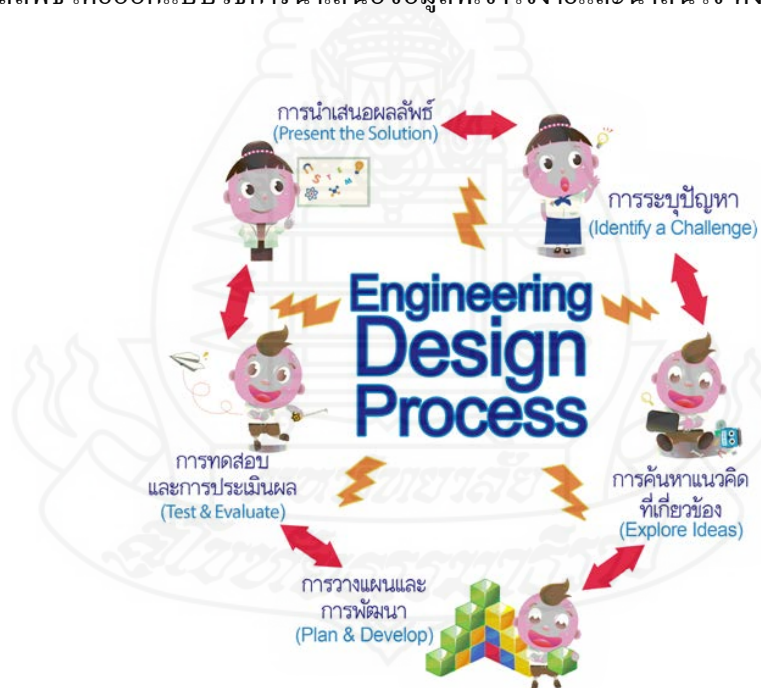 การนำเสนอผลลัพธ์
(Present the Solution)
การระบุปัญหา
(Identify a Challenge)
Engineering
Design
Process
การค้นหาแนวคิด
ที่เกี่ยวข้อง
(Explore Ideas)
การทดสอบ
และการประเมินผล
(Test & Evaluate)
การวางแผนและ
การพัฒนา
(Plan & Develop)
STEM